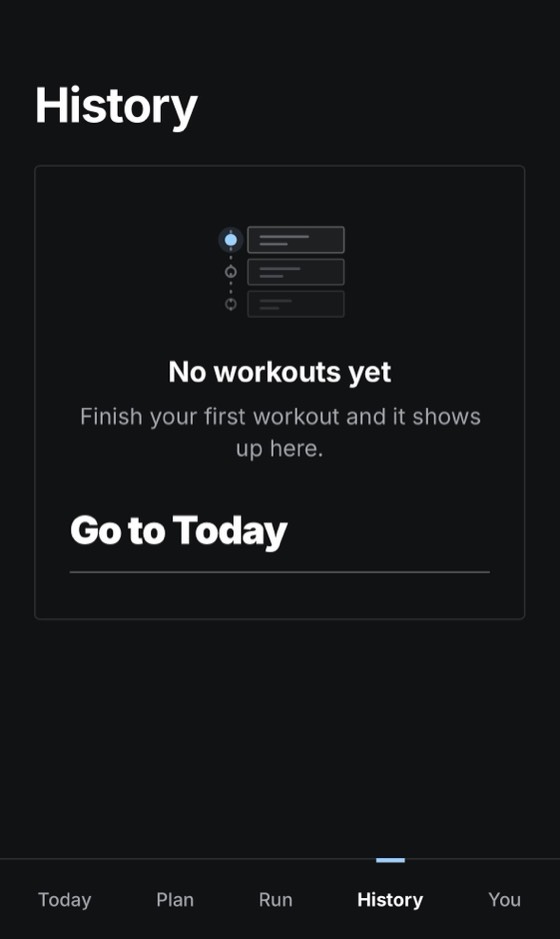 History
No workouts yet
Finish your first workout and it shows
up here.
Go to Today
Today Plan Run History You